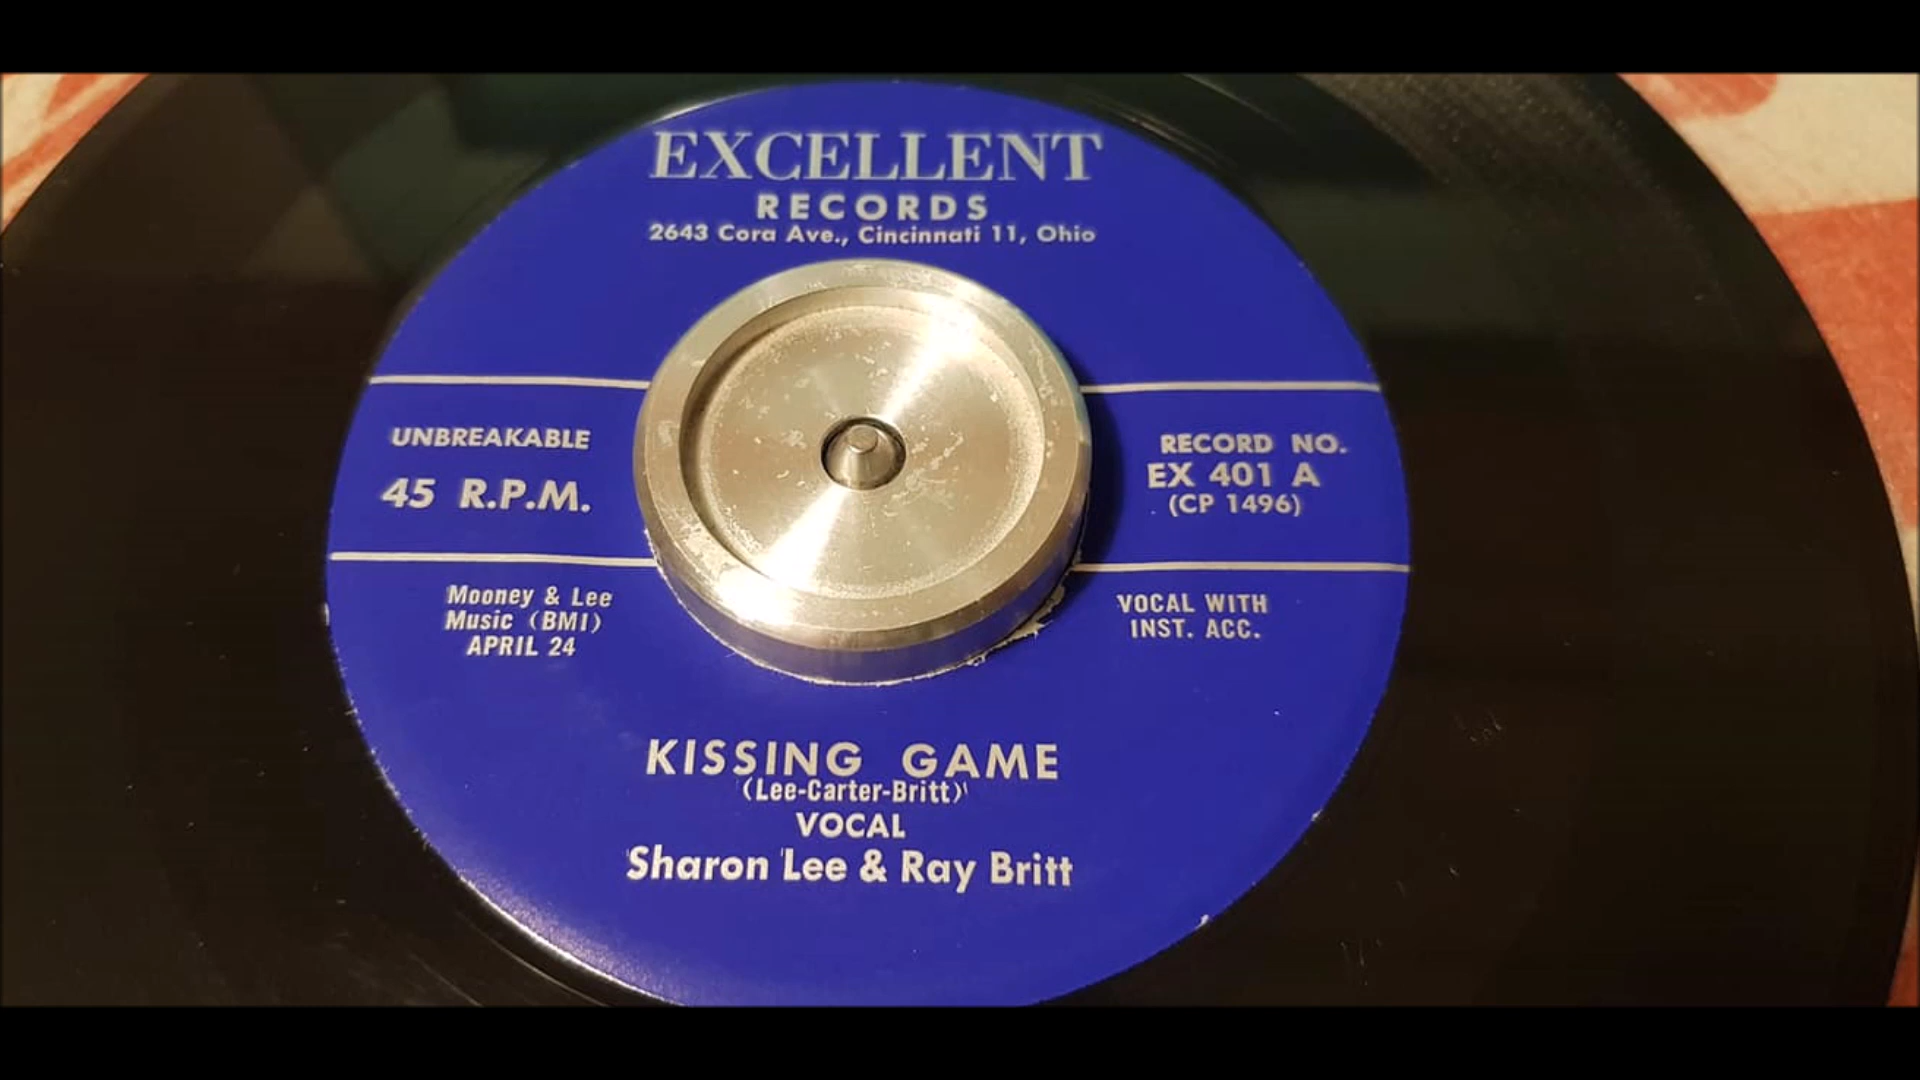 EXCELLENT
RECORDS
2643 Cora Ave., Cincinnati 11, Ohio
UNBREAKABLE
45 R.P.M.
RECORD NO.
EX 401 A
(CP 1496)
Mooney & Lee
Music (BMI)
APRIL 24
VOCAL WITH
INST. ACC.
KISSING GAME
(Lee-Carter-Britt)
VOCAL
Sharon Lee & Ray Britt